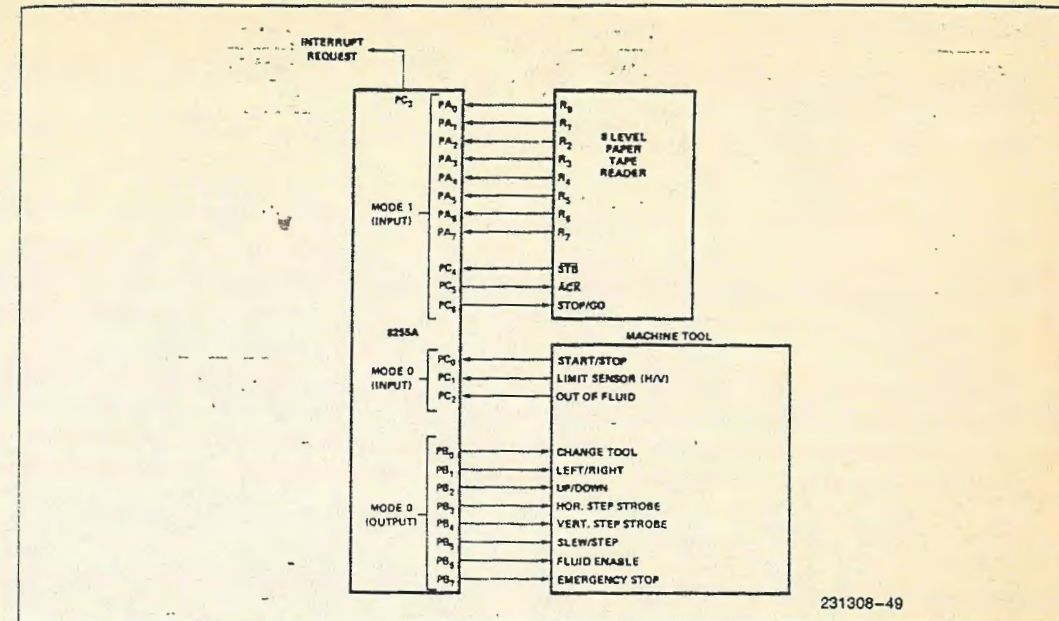 INTERRUPT
REQUEST
PC3
MODE 1
(INPUT)
PA0
PA1
PA2
PA3
PA4
PA5
PA6
PA7
PC4
PC5
PC6
R0
R1
R2
R3
R4
R5
R6
R7
STB
ACK
STOP/GO
8 LEVEL
PAPER
TAPE
READER
8255A
MACHINE TOOL
MODE 0
(INPUT)
PC0
PC1
PC2
START/STOP
LIMIT SENSOR (H/V)
OUT OF FLUID
MODE 0
(OUTPUT)
PB0
PB1
PB2
PB3
PB4
PB5
PB6
PB7
CHANGE TOOL
LEFT/RIGHT
UP/DOWN
HOR. STEP STROBE
VERT. STEP STROBE
SLEW/STEP
FLUID ENABLE
EMERGENCY STOP
231308-49